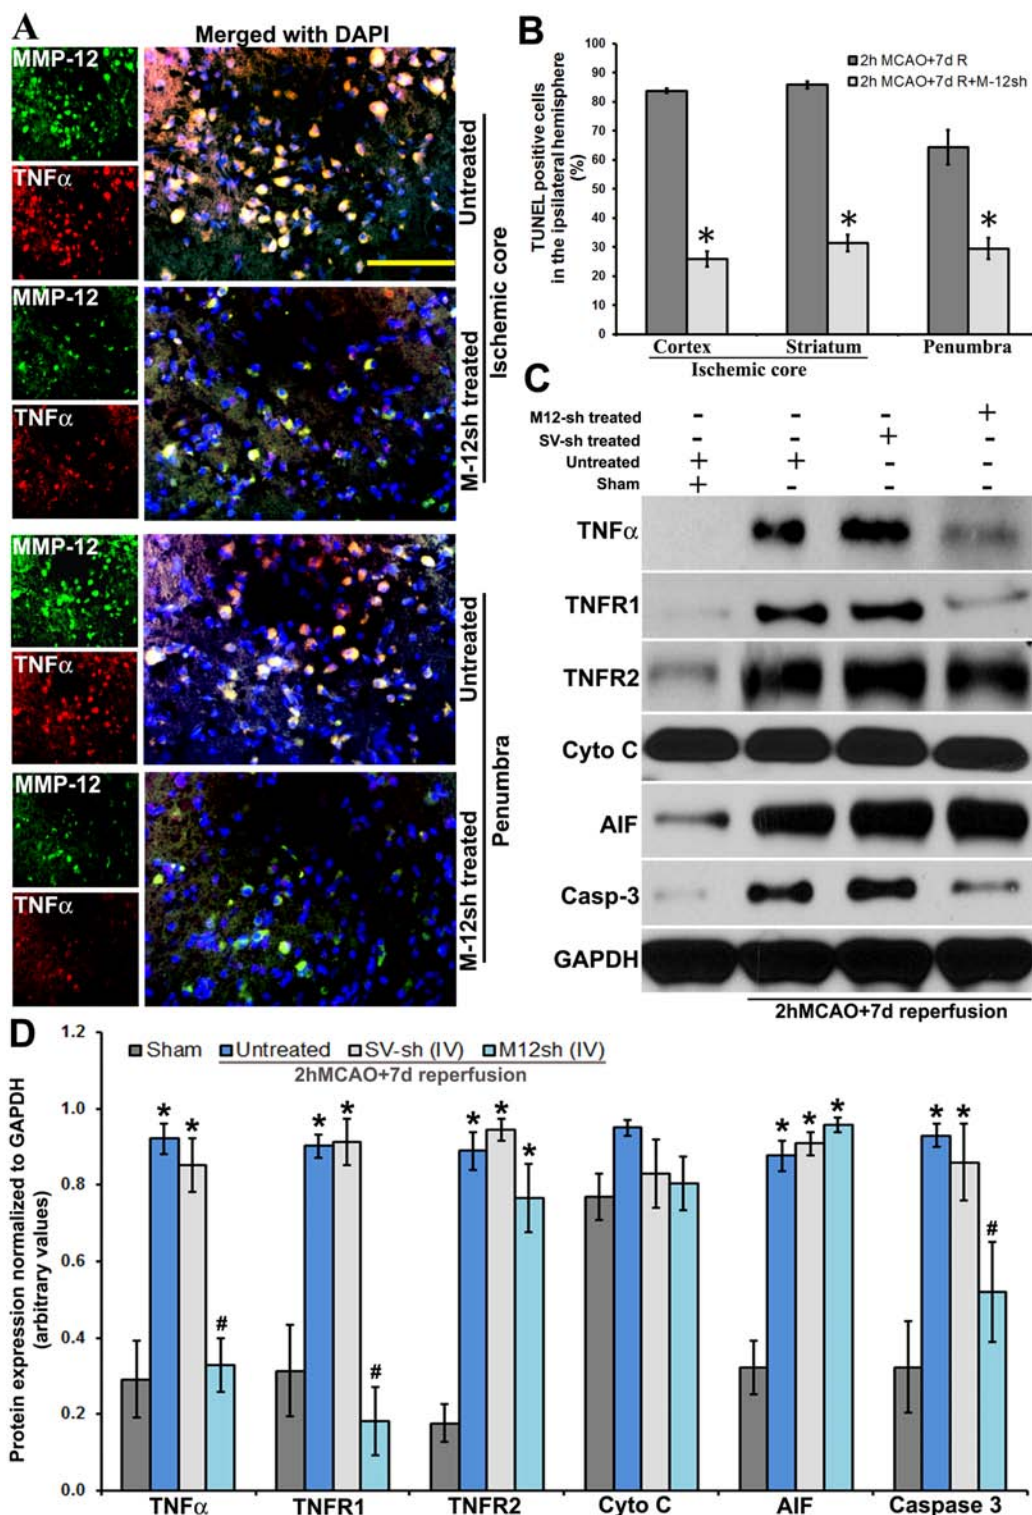 A
Merged with DAPI
MMP-12
TNFα
Untreated
MMP-12
TNFα
M-12sh treated
Ischemic core
MMP-12
TNFα
Untreated
MMP-12
TNFα
M-12sh treated
Penumbra
B
100
90
80
70
60
50
40
30
20
10
0
TUNEL positive cells
in the ipsilateral hemisphere
(%)
2h MCAO+7d R
2h MCAO+7d R+M-12sh
* * *
Cortex Striatum Penumbra
Ischemic core
C
M12-sh treated - - - +
SV-sh treated - - + -
Untreated + + - -
Sham + - - -
TNFα
TNFR1
TNFR2
Cyto C
AIF
Casp-3
GAPDH
2hMCAO+7d reperfusion
D
Sham Untreated SV-sh (IV) M12sh (IV)
2hMCAO+7d reperfusion
1.2
1.0
0.8
0.6
0.4
0.2
0.0
Protein expression normalized to GAPDH
(arbitrary values)
* * # * * # * * * * * * * * #
TNFα TNFR1 TNFR2 Cyto C AIF Caspase 3